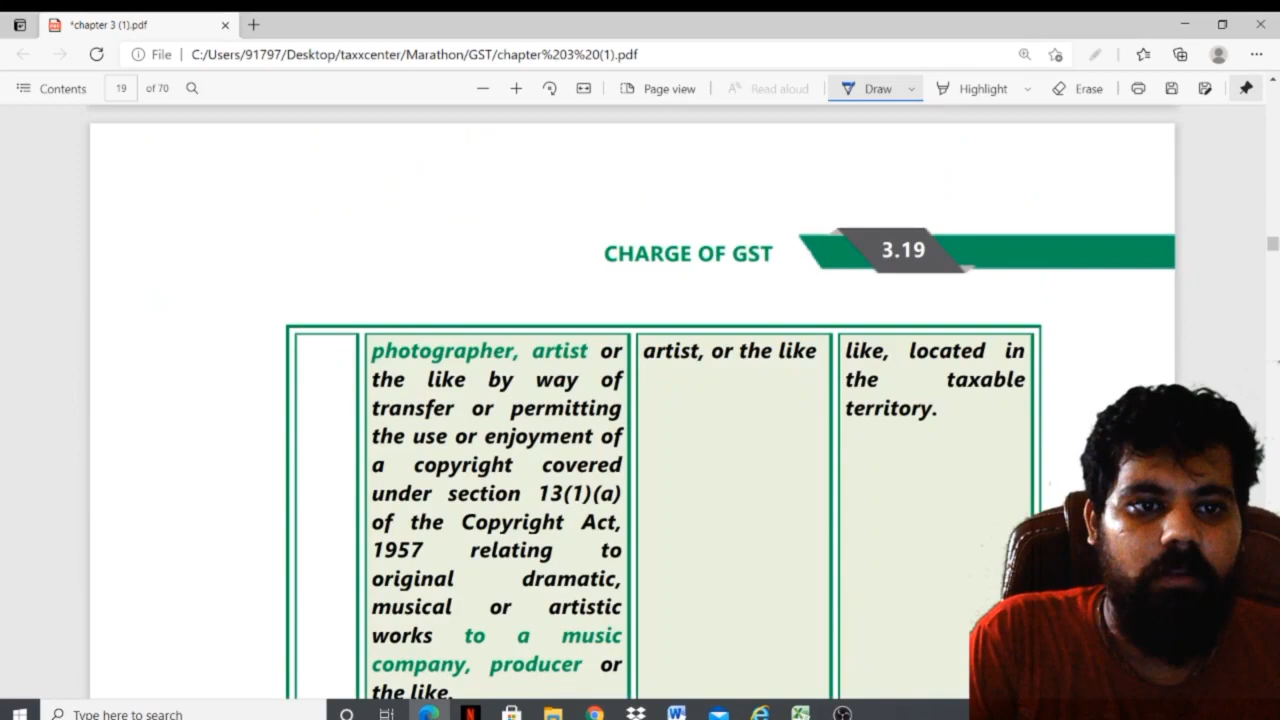 *chapter 3 (1).pdf
File
C:/Users/91797/Desktop/taxxcenter/Marathon/GST/chapter%203%20(1).pdf
Contents
19
of 70
Page view
Read aloud
Draw
Highlight
Erase
CHARGE OF GST
3.19
photographer, artist or
the like by way of
transfer or permitting
the use or enjoyment of
a copyright covered
under section 13(1)(a)
of the Copyright Act,
1957 relating to
original dramatic,
musical or artistic
works to a music
company, producer or
the like.
artist, or the like
like, located in
the taxable
territory.
Type here to search